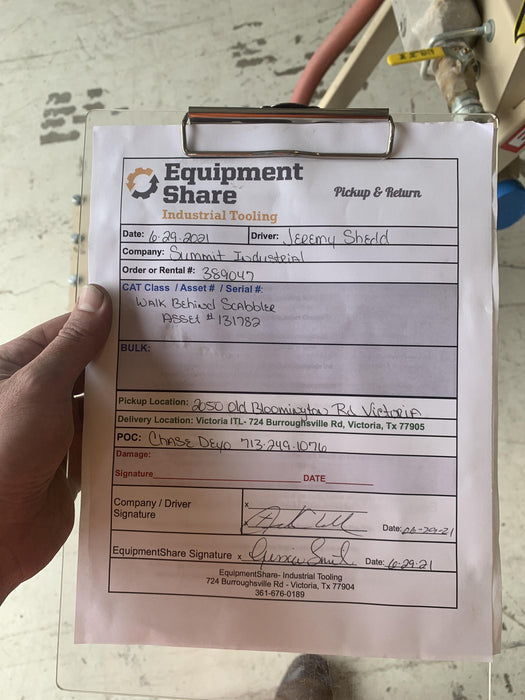 Equipment
Share
Industrial Tooling
Pickup & Return
Date: 6-29-2021 Driver: Jeremy Shedd
Company: Summit Industrial
Order or Rental #: 389047
CAT Class / Asset # / Serial #:
Walk Behind Scabbler
Asset # 131782
BULK:
Pickup Location: 2050 Old Bloomington Rd Victoria
Delivery Location: Victoria ITL- 724 Burroughsville Rd, Victoria, Tx 77905
POC: Chase Deyo 713-249-1076
Damage:
Signature DATE
Company / Driver
Signature
x
Date: 06-29-21
EquipmentShare Signature x Date: 6-29-21
EquipmentShare- Industrial Tooling
724 Burroughsville Rd - Victoria, Tx 77904
361-676-0189